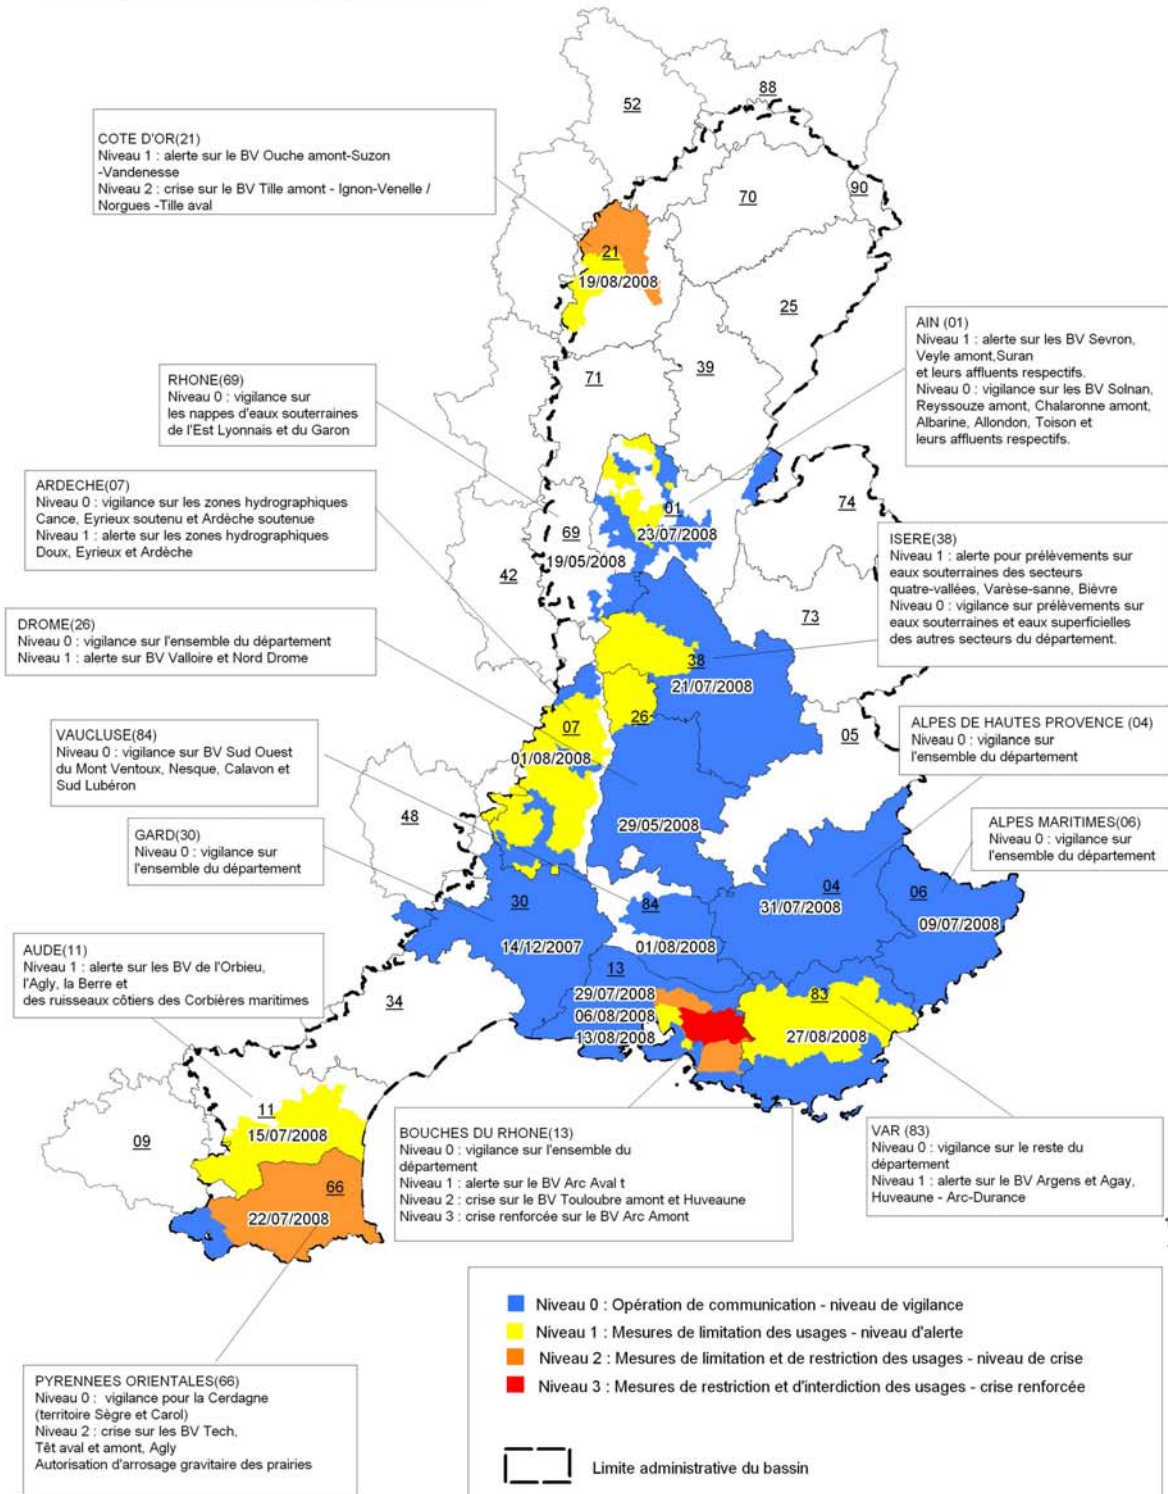 52
88
COTE D'OR(21)
Niveau 1 : alerte sur le BV Ouche amont-Suzon
-Vandenesse
Niveau 2 : crise sur le BV Tille amont - Ignon-Venelle /
Norgues -Tille aval
70
90
21
19/08/2008
25
AIN (01)
Niveau 1 : alerte sur les BV Sevron,
Veyle amont,Suran
et leurs affluents respectifs.
Niveau 0 : vigilance sur les BV Solnan,
Reyssouze amont, Chalaronne amont,
Albarine, Allondon, Toison et
leurs affluents respectifs.
39
71
RHONE(69)
Niveau 0 : vigilance sur
les nappes d'eaux souterraines
de l'Est Lyonnais et du Garon
ARDECHE(07)
Niveau 0 : vigilance sur les zones hydrographiques
Cance, Eyrieux soutenu et Ardèche soutenue
Niveau 1 : alerte sur les zones hydrographiques
Doux, Eyrieux et Ardèche
74
01
23/07/2008
69
19/05/2008
42
ISERE(38)
Niveau 1 : alerte pour prélèvements sur
eaux souterraines des secteurs
quatre-vallées, Varèse-sanne, Bièvre
Niveau 0 : vigilance sur prélèvements sur
eaux souterraines et eaux superficielles
des autres secteurs du département.
73
DROME(26)
Niveau 0 : vigilance sur l'ensemble du département
Niveau 1 : alerte sur BV Valloire et Nord Drome
38
21/07/2008
26
07
01/08/2008
05
ALPES DE HAUTES PROVENCE (04)
Niveau 0 : vigilance sur
l'ensemble du département
VAUCLUSE(84)
Niveau 0 : vigilance sur BV Sud Ouest
du Mont Ventoux, Nesque, Calavon et
Sud Lubéron
48
29/05/2008
ALPES MARITIMES(06)
Niveau 0 : vigilance sur
l'ensemble du département
GARD(30)
Niveau 0 : vigilance sur
l'ensemble du département
30
14/12/2007
84
01/08/2008
04
31/07/2008
06
09/07/2008
AUDE(11)
Niveau 1 : alerte sur les BV de l'Orbieu,
l'Agly, la Berre et
des ruisseaux côtiers des Corbières maritimes
34
13
29/07/2008
06/08/2008
13/08/2008
83
27/08/2008
11
15/07/2008
09
66
22/07/2008
BOUCHES DU RHONE(13)
Niveau 0 : vigilance sur l'ensemble du
département
Niveau 1 : alerte sur le BV Arc Aval t
Niveau 2 : crise sur le BV Touloubre amont et Huveaune
Niveau 3 : crise renforcée sur le BV Arc Amont
VAR (83)
Niveau 0 : vigilance sur le reste du
département
Niveau 1 : alerte sur le BV Argens et Agay,
Huveaune - Arc-Durance
PYRENNEES ORIENTALES(66)
Niveau 0 : vigilance pour la Cerdagne
(territoire Sègre et Carol)
Niveau 2 : crise sur les BV Tech,
Têt aval et amont, Agly
Autorisation d'arrosage gravitaire des prairies
Niveau 0 : Opération de communication - niveau de vigilance
Niveau 1 : Mesures de limitation des usages - niveau d'alerte
Niveau 2 : Mesures de limitation et de restriction des usages - niveau de crise
Niveau 3 : Mesures de restriction et d'interdiction des usages - crise renforcée
Limite administrative du bassin